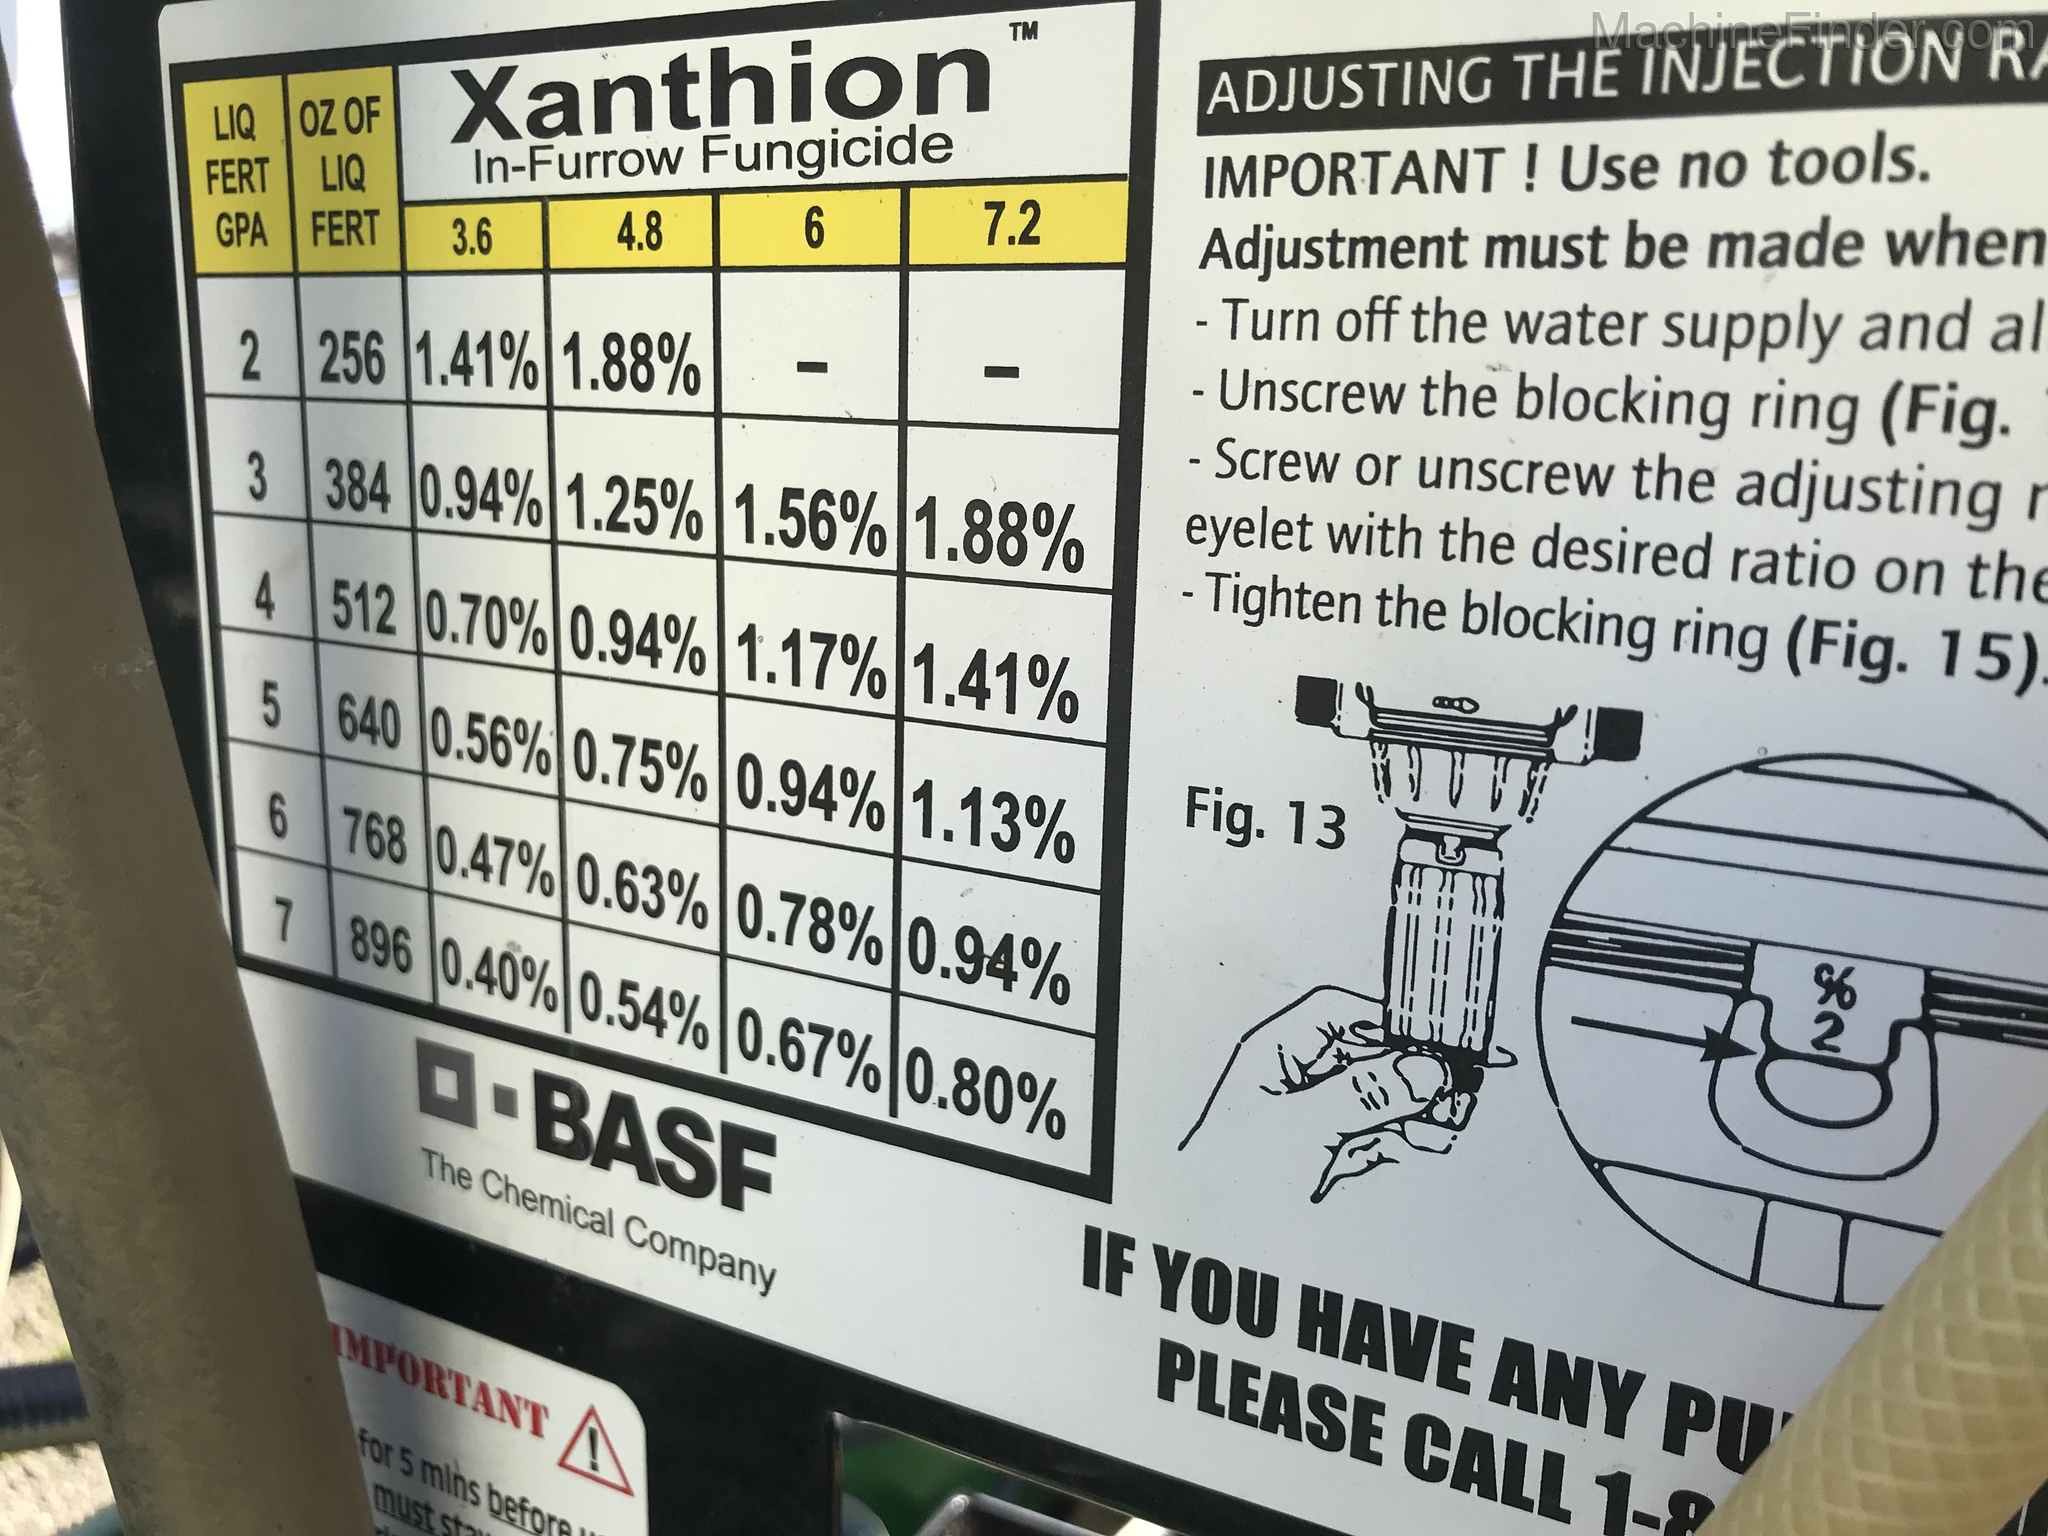 MachineFinder.com
Xanthion™
In-Furrow Fungicide
LIQ FERT GPA
OZ OF LIQ FERT
3.6 4.8 6 7.2
2 256 1.41% 1.88% – –
3 384 0.94% 1.25% 1.56% 1.88%
4 512 0.70% 0.94% 1.17% 1.41%
5 640 0.56% 0.75% 0.94% 1.13%
6 768 0.47% 0.63% 0.78% 0.94%
7 896 0.40% 0.54% 0.67% 0.80%
BASF
The Chemical Company
ADJUSTING THE INJECTION
IMPORTANT ! Use no tools.
Adjustment must be made when
- Turn off the water supply and
- Unscrew the blocking ring (Fig.
- Screw or unscrew the adjusting
eyelet with the desired ratio on the
- Tighten the blocking ring (Fig. 15).
Fig. 13
%
2
IF YOU HAVE ANY
PLEASE CALL 1-8
IMPORTANT
!
for 5 mins before
must